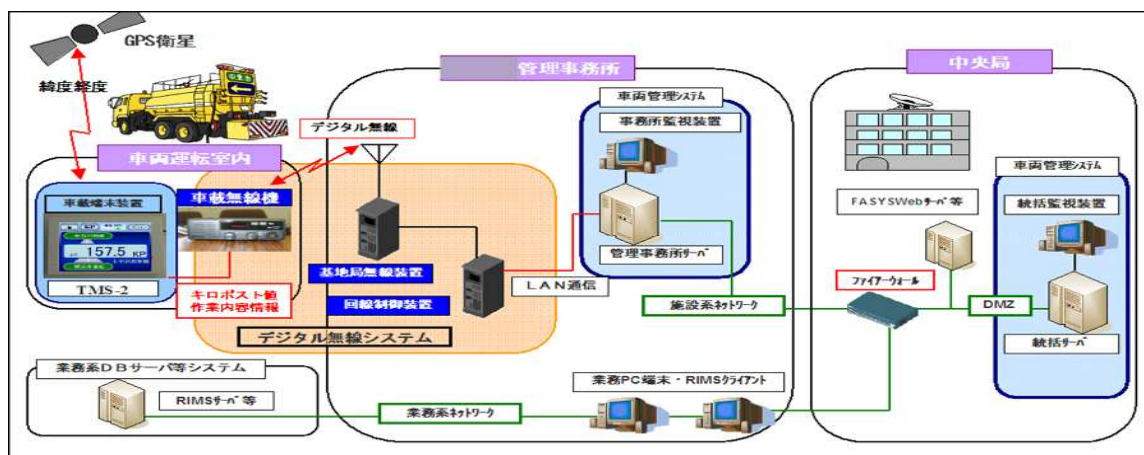 GPS衛星
緯度経度
管理事務所
中央局
車両管理システム
事務所監視装置
デジタル無線
車両運転室内
車載端末装置
車載無線機
157.5 KP
TMS-2
キロポスト値
作業内容情報
基地局無線装置
回線制御装置
デジタル無線システム
LAN通信
管理事務所サーバ
施設系ネットワーク
車両管理システム
統括監視装置
FASYSWebサーバ等
ファイアーウォール
DMZ
統括サーバ
業務系DBサーバ等システム
RIMSサーバ等
業務系ネットワーク
業務PC端末・RIMSクライアント